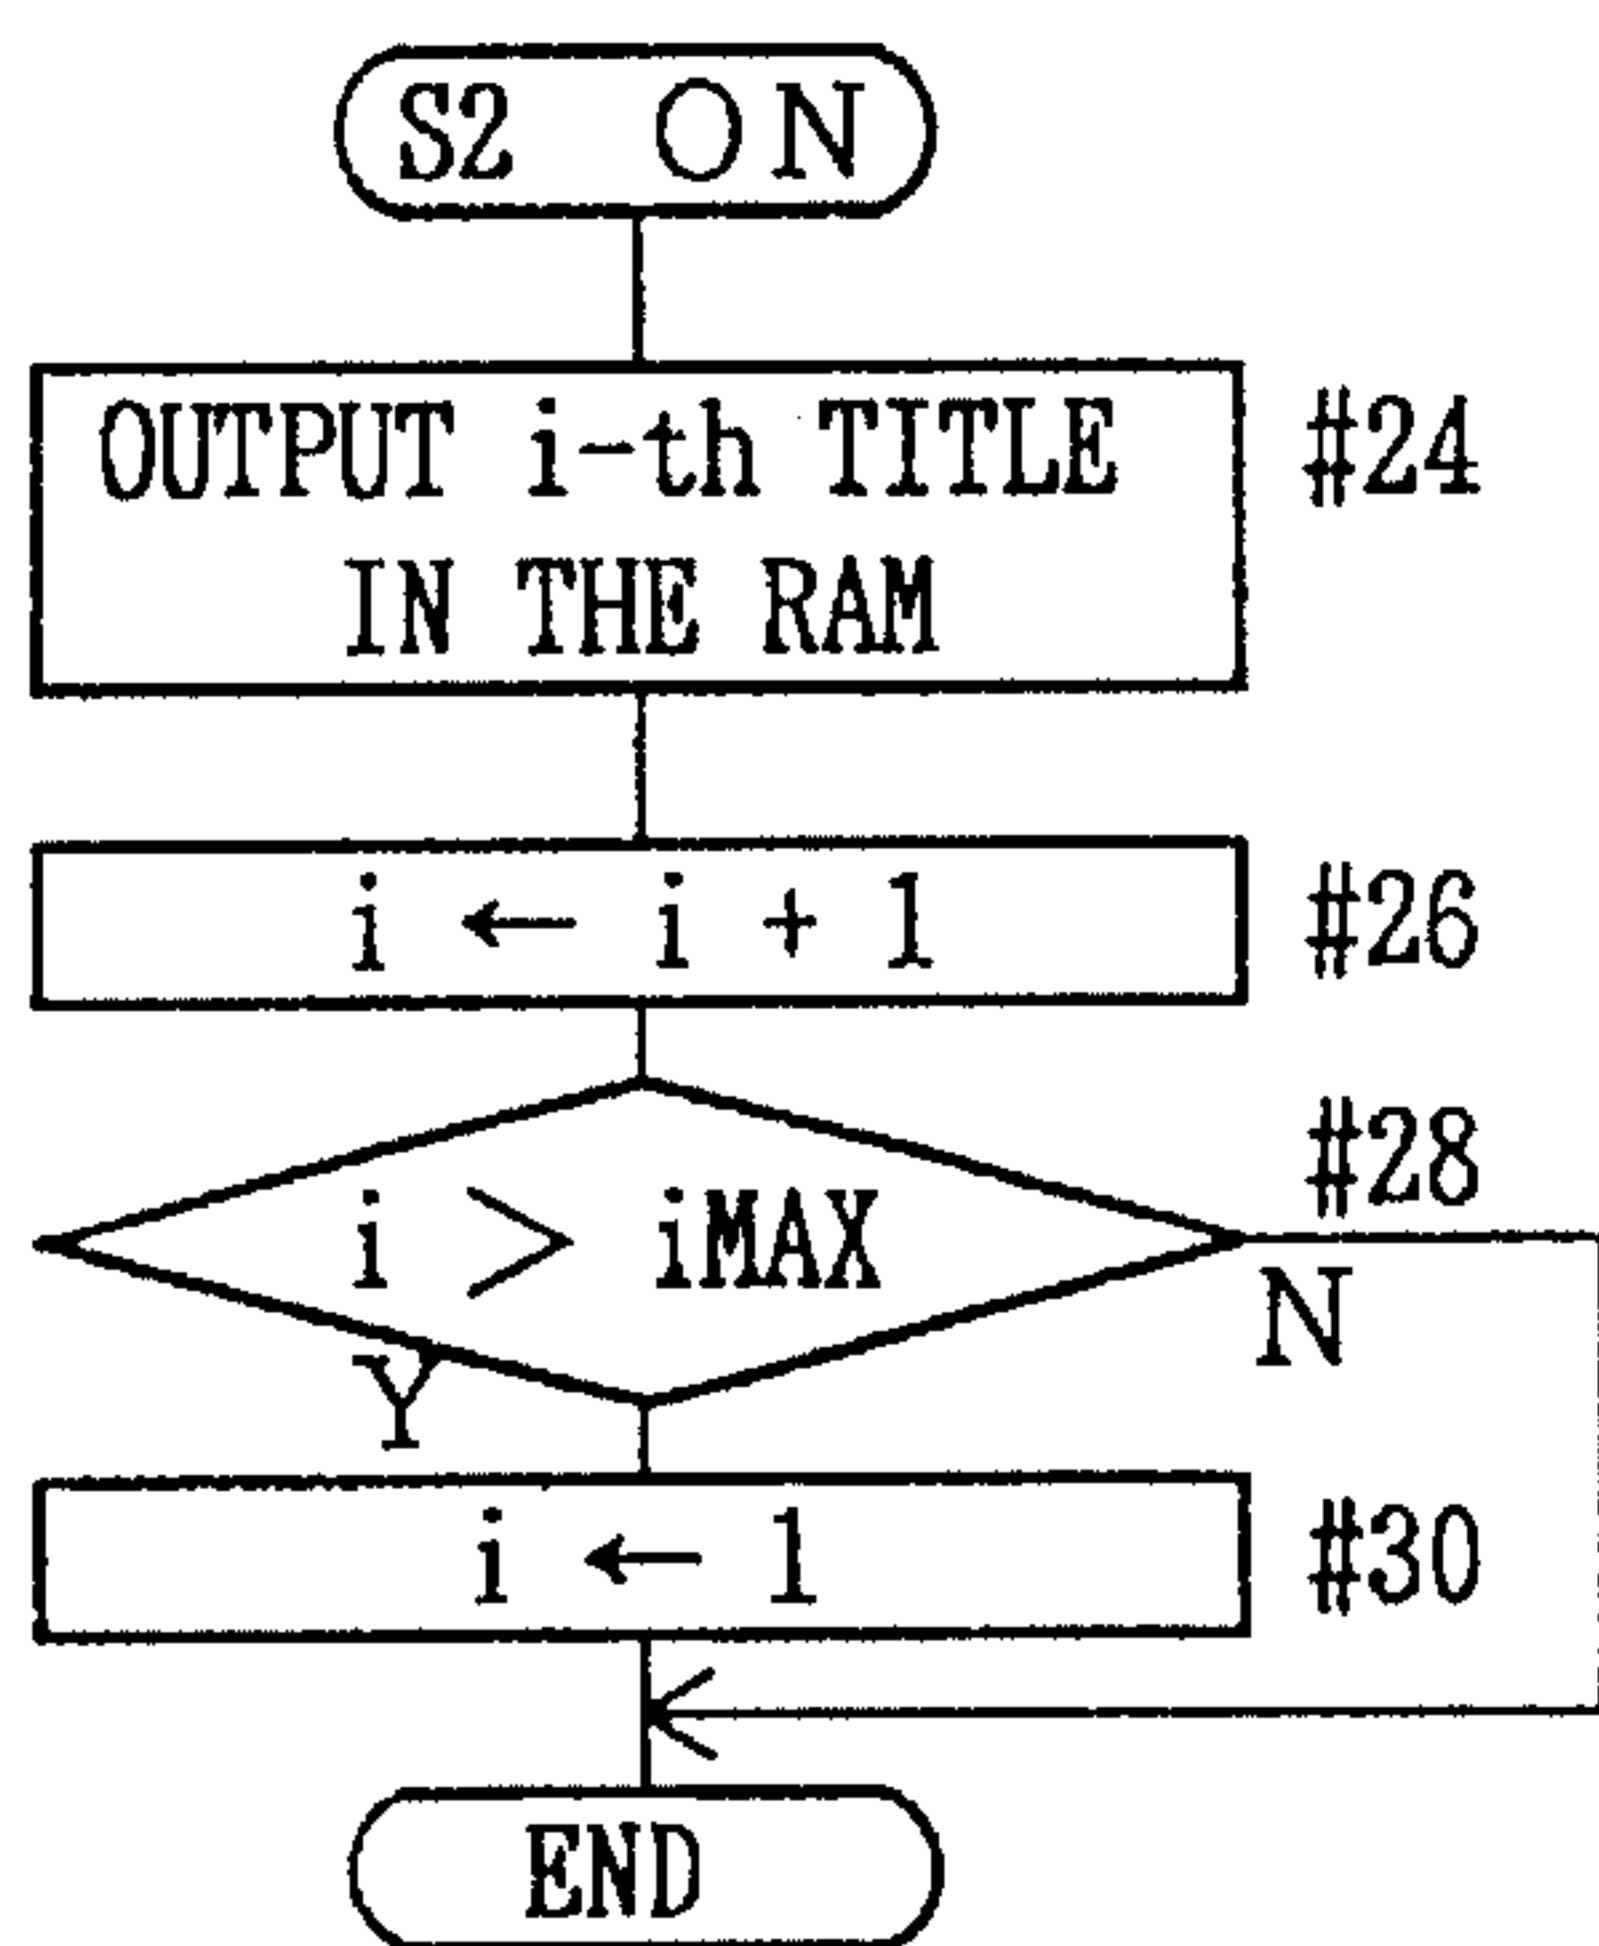 S2 ON
OUTPUT i-th TITLE
IN THE RAM
#24
i ← i + 1
#26
#28
i > iMAX
N
Y
i ← 1
#30
END